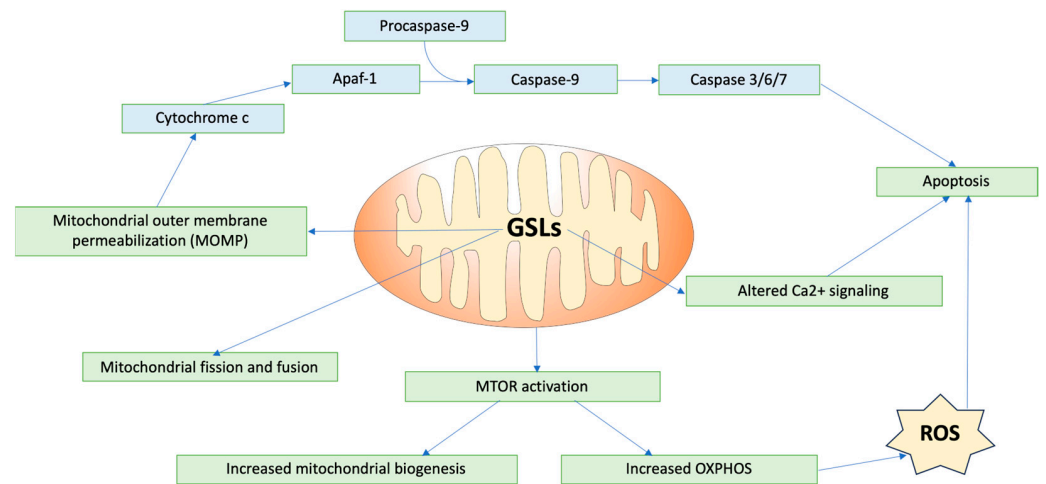 Procaspase-9
Apaf-1
Caspase-9
Caspase 3/6/7
Cytochrome c
Apoptosis
Mitochondrial outer membrane
permeabilization (MOMP)
GSLs
Altered Ca2+ signaling
Mitochondrial fission and fusion
MTOR activation
ROS
Increased mitochondrial biogenesis
Increased OXPHOS